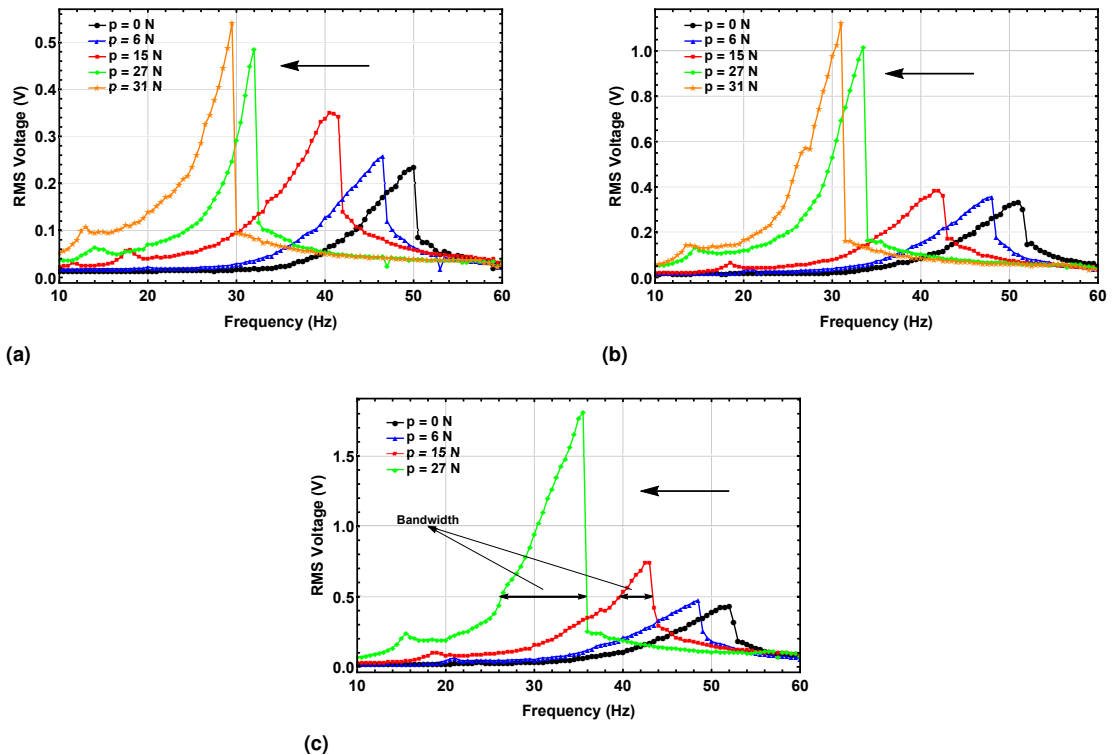 p = 0 N
p = 6 N
p = 15 N
p = 27 N
p = 31 N
RMS Voltage (V)
0.5
0.4
0.3
0.2
0.1
0.0
10 20 30 40 50 60
Frequency (Hz)
(a)
p = 0 N
p = 6 N
p = 15 N
p = 27 N
p = 31 N
RMS Voltage (V)
1.0
0.8
0.6
0.4
0.2
0.0
10 20 30 40 50 60
Frequency (Hz)
(b)
p = 0 N
p = 6 N
p = 15 N
p = 27 N
Bandwidth
RMS Voltage (V)
1.5
1.0
0.5
0.0
10 20 30 40 50 60
Frequency (Hz)
(c)